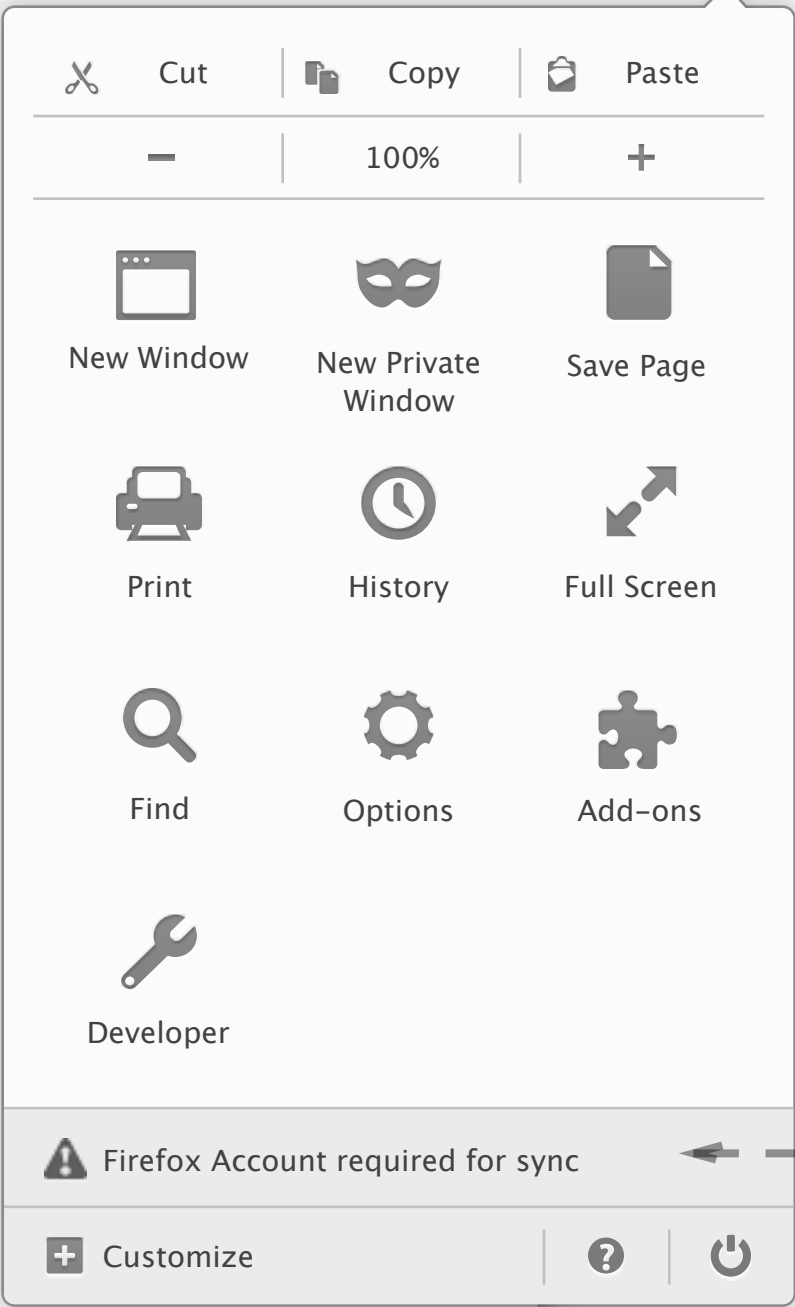 Cut Copy Paste
100%
New Window
New Private
Window
Save Page
Print History Full Screen
Find Options Add-ons
Developer
Firefox Account required for sync
Customize